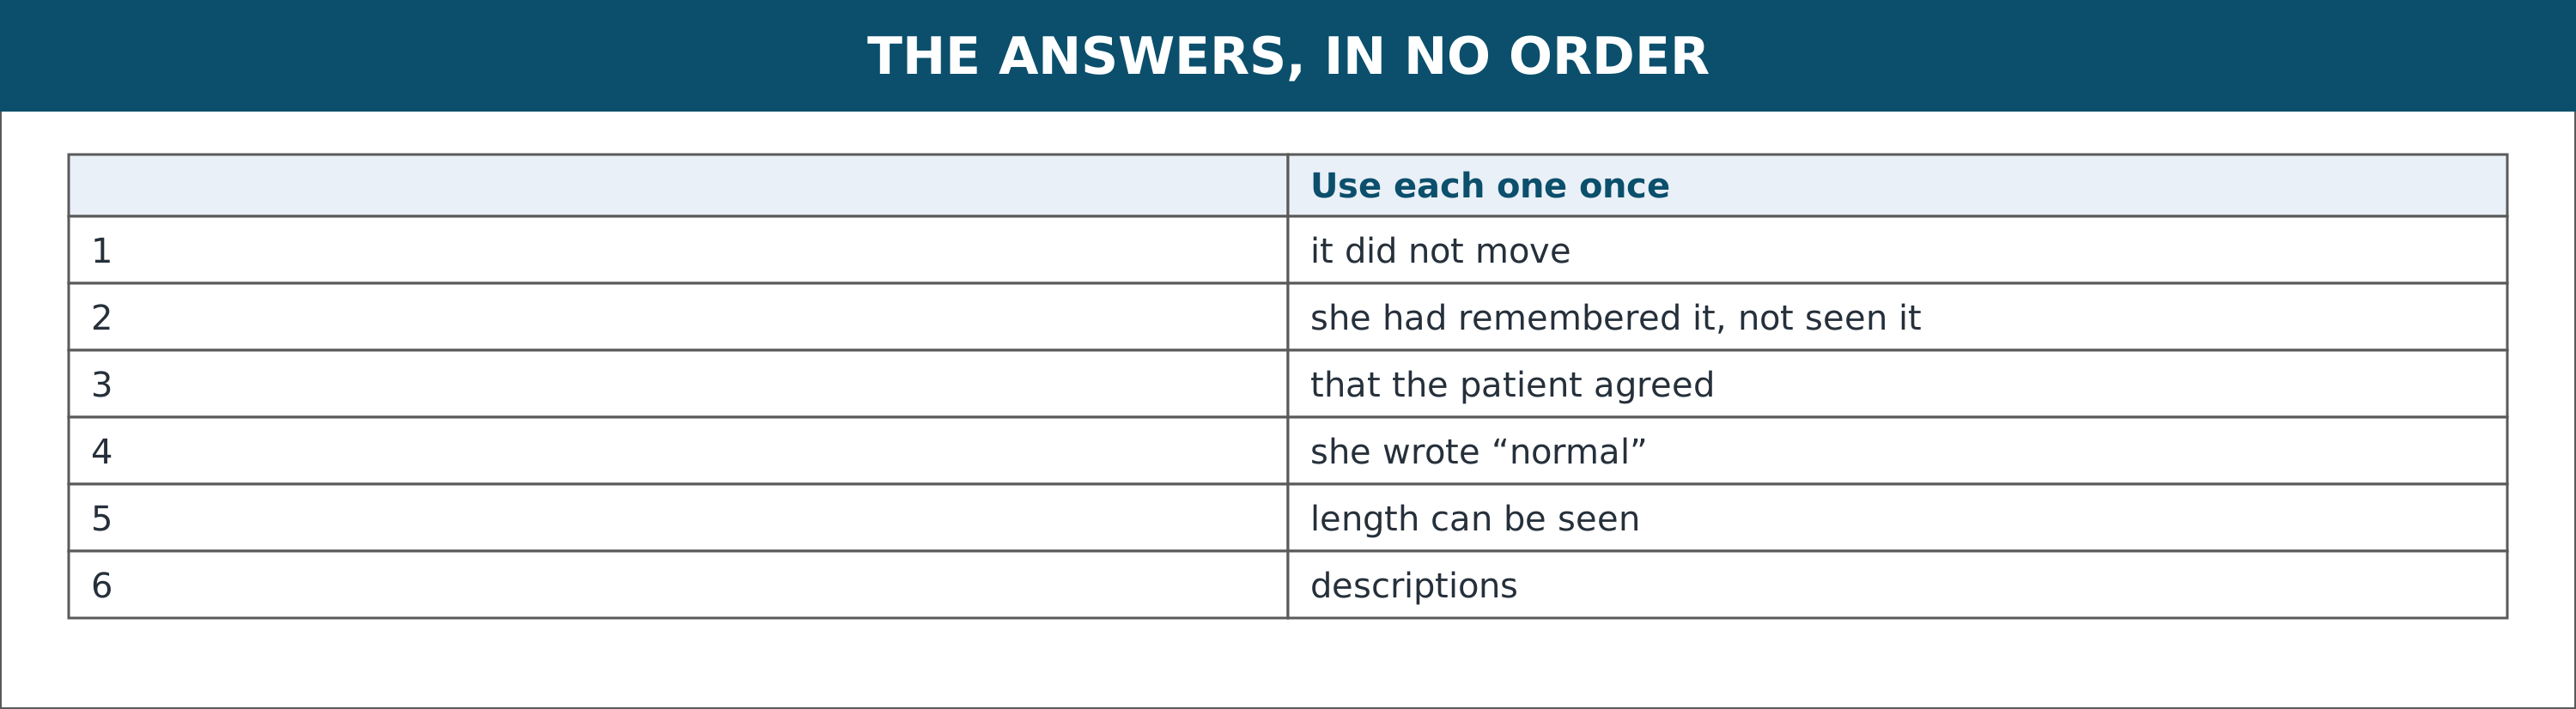 THE ANSWERS, IN NO ORDER
Use each one once
1 it did not move
2 she had remembered it, not seen it
3 that the patient agreed
4 she wrote “normal”
5 length can be seen
6 descriptions